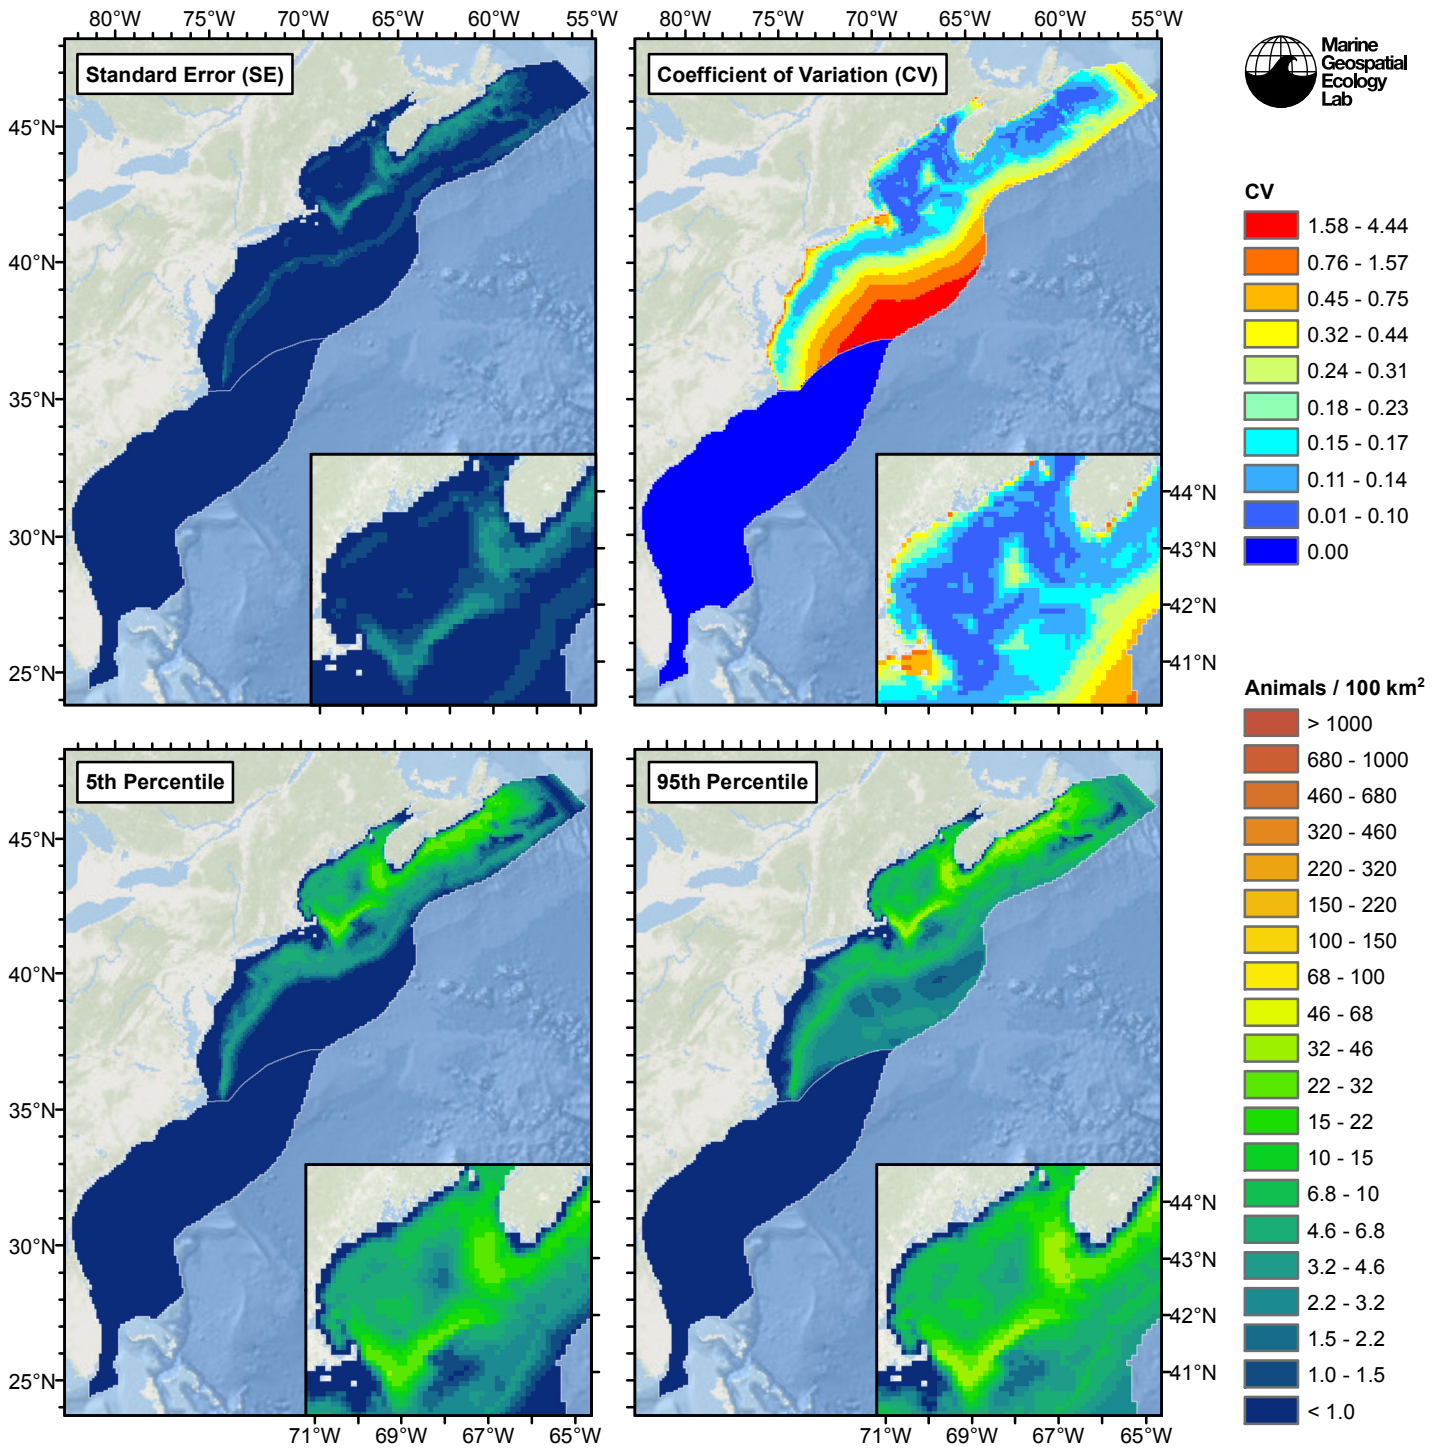 80°W 75°W 70°W 65°W 60°W 55°W
80°W 75°W 70°W 65°W 60°W 55°W
Standard Error (SE)
Coefficient of Variation (CV)
Marine
Geospatial
Ecology
Lab
45°N
40°N
35°N
30°N
25°N
44°N
43°N
42°N
41°N
CV
1.58 - 4.44
0.76 - 1.57
0.45 - 0.75
0.32 - 0.44
0.24 - 0.31
0.18 - 0.23
0.15 - 0.17
0.11 - 0.14
0.01 - 0.10
0.00
5th Percentile
95th Percentile
45°N
40°N
35°N
30°N
25°N
44°N
43°N
42°N
41°N
71°W 69°W 67°W 65°W
71°W 69°W 67°W 65°W
Animals / 100 km²
> 1000
680 - 1000
460 - 680
320 - 460
220 - 320
150 - 220
100 - 150
68 - 100
46 - 68
32 - 46
22 - 32
15 - 22
10 - 15
6.8 - 10
4.6 - 6.8
3.2 - 4.6
2.2 - 3.2
1.5 - 2.2
1.0 - 1.5
< 1.0